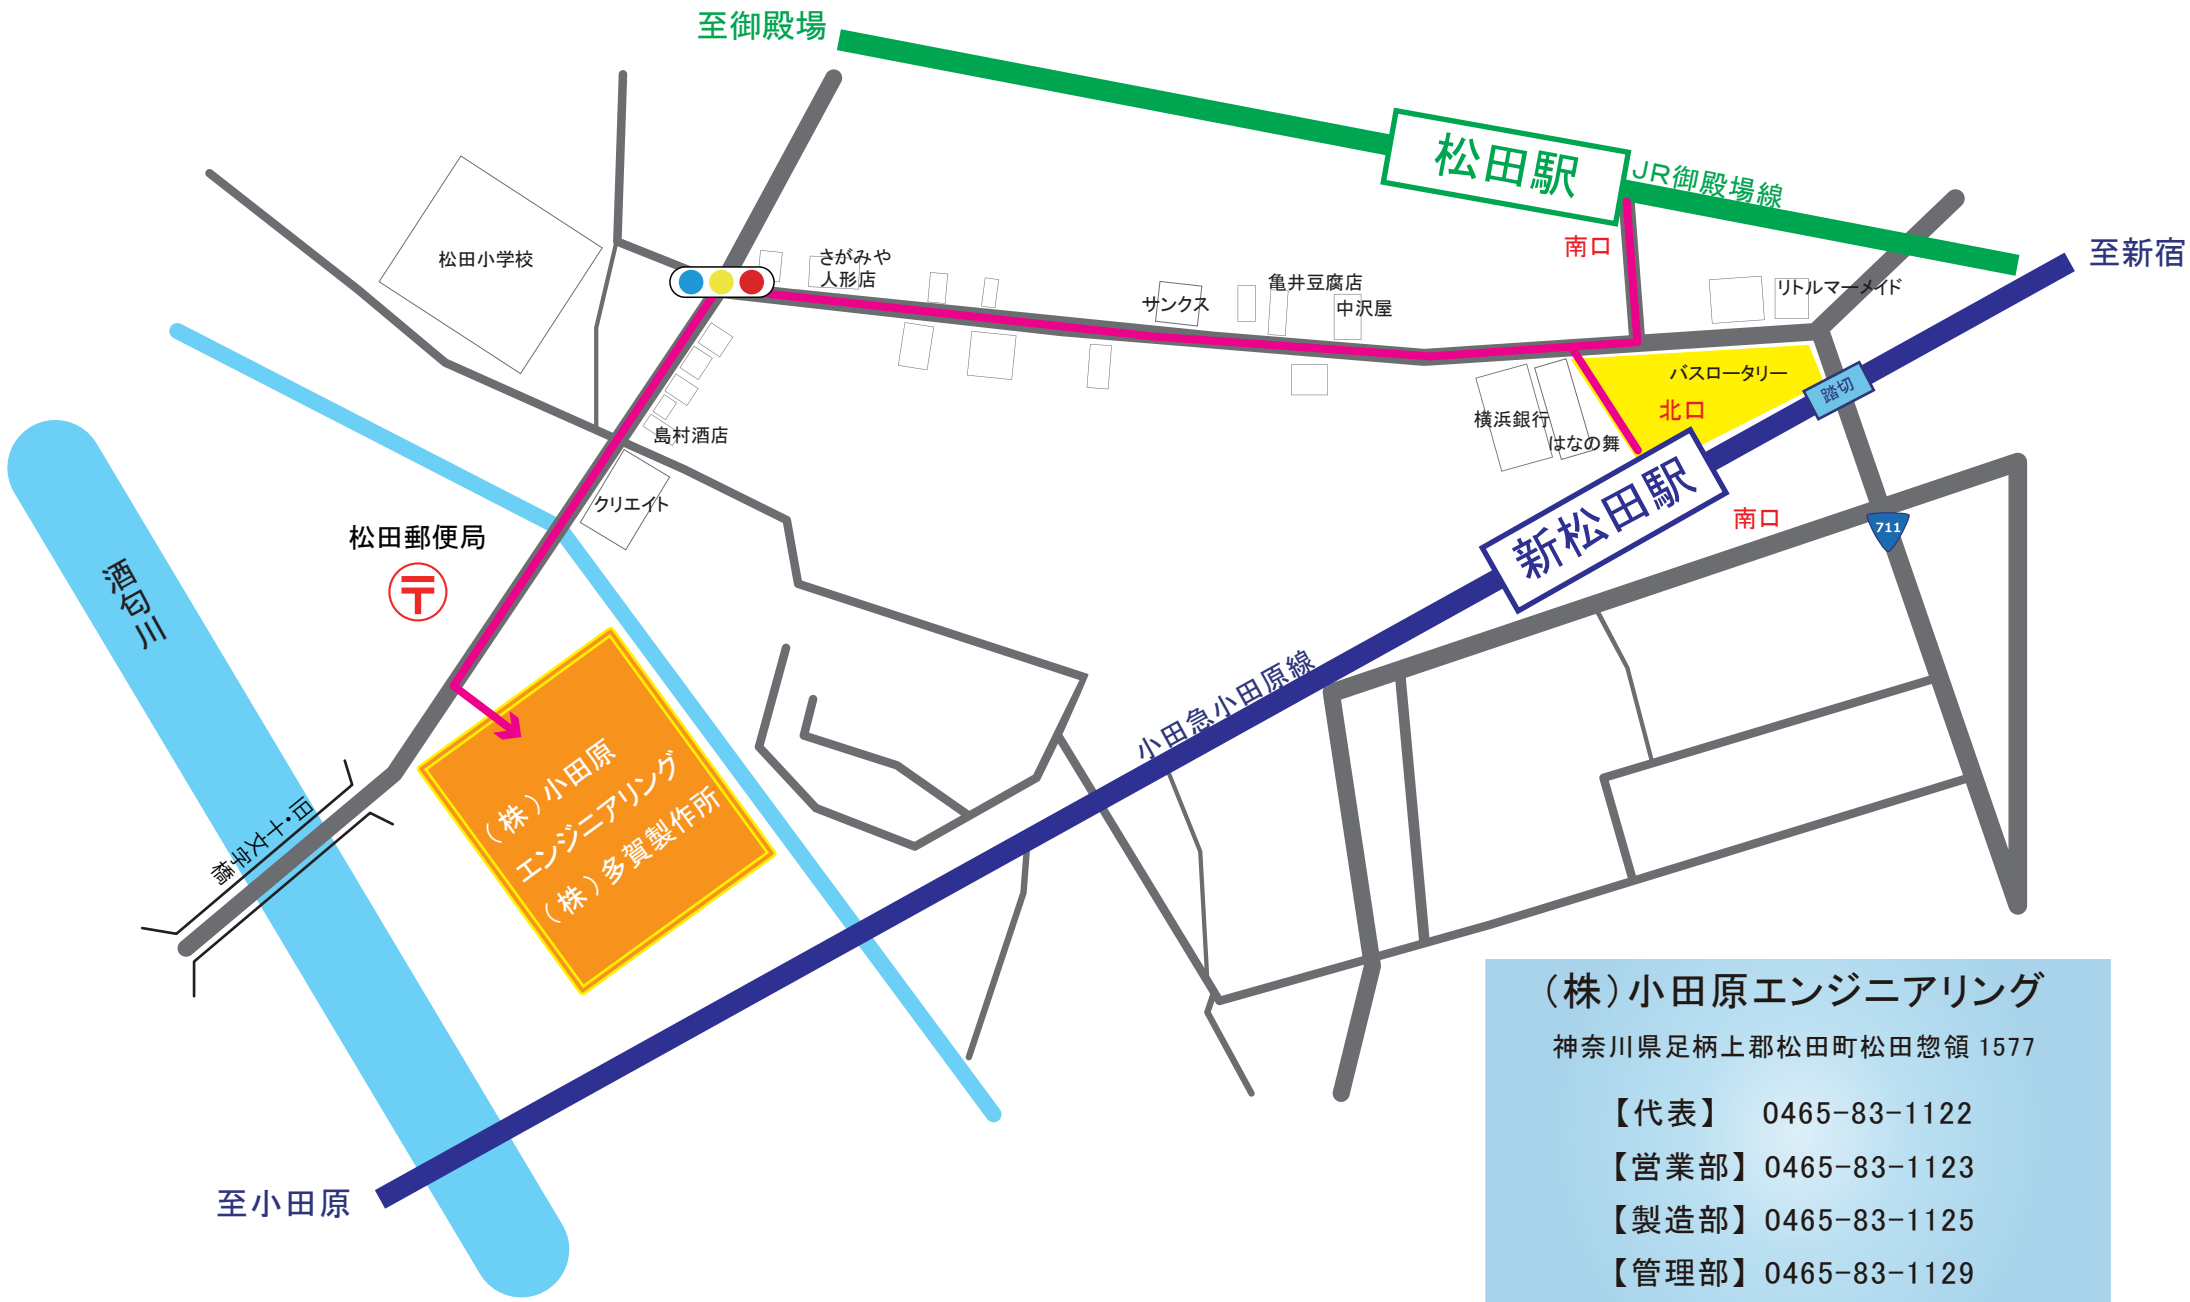 至御殿場
松田駅
JR御殿場線
至新宿
南口
松田小学校
さがみや
人形店
サンクス
亀井豆腐店
中沢屋
リトルマーメイド
バスロータリー
踏切
北口
横浜銀行
はなの舞
島村酒店
クリエイト
新松田駅
南口
711
松田郵便局
〒
酒匂川
小田急小田原線
(株)小田原
エンジニアリング
(株)多賀製作所
旧・十文字橋
至小田原
(株)小田原エンジニアリング
神奈川県足柄上郡松田町松田惣領 1577
【代表】 0465-83-1122
【営業部】 0465-83-1123
【製造部】 0465-83-1125
【管理部】 0465-83-1129